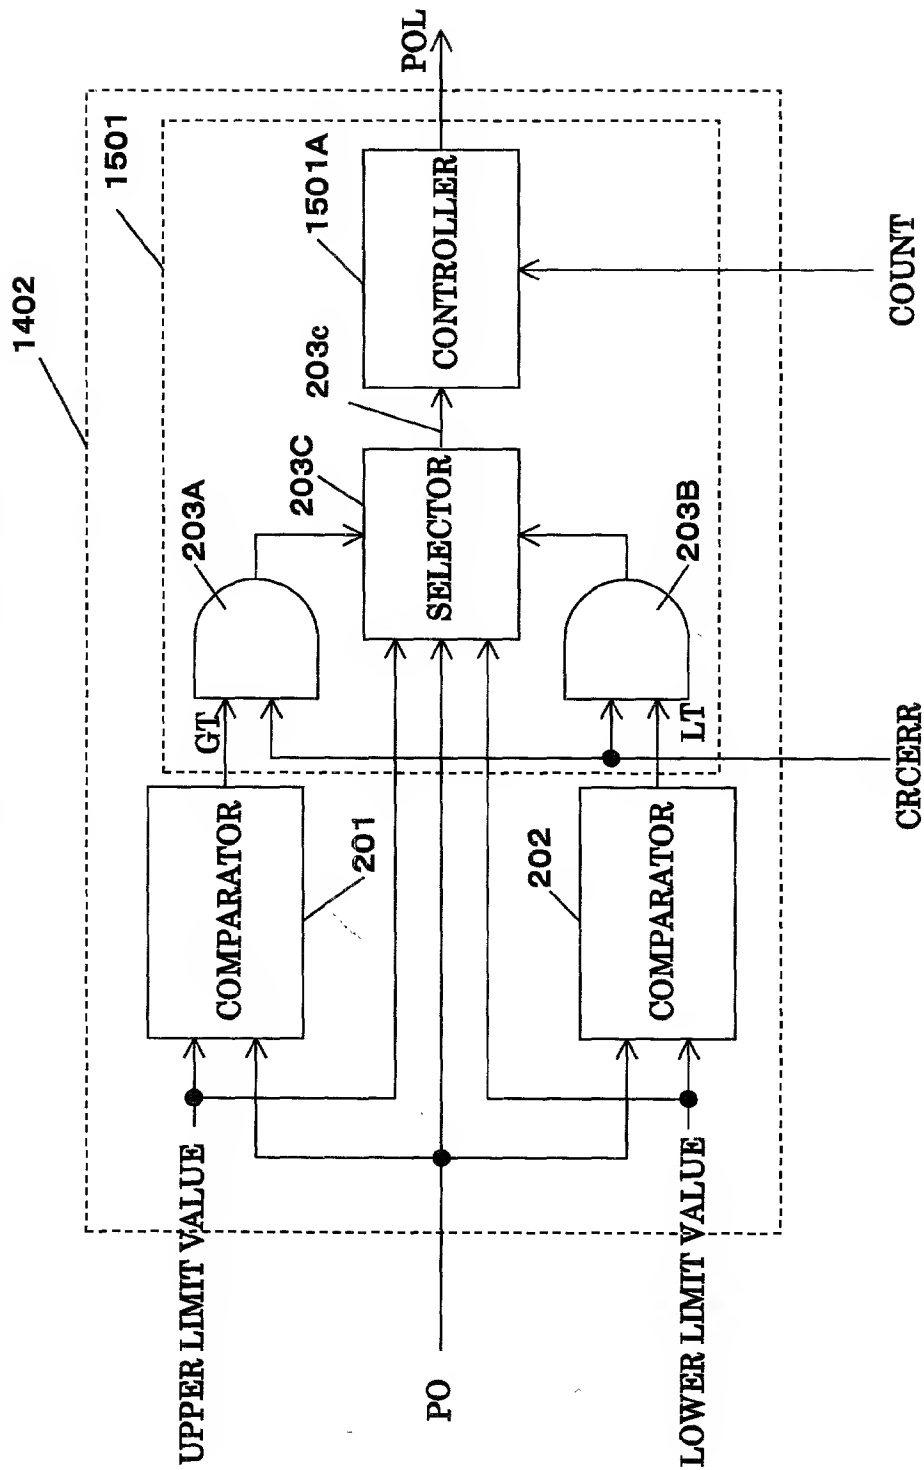 1402
1501
UPPER LIMIT VALUE
COMPARATOR
201
GT
203A
PO
SELECTOR
203C
203c
CONTROLLER
1501A
POL
LOWER LIMIT VALUE
COMPARATOR
202
LT
203B
CRCERR
COUNT